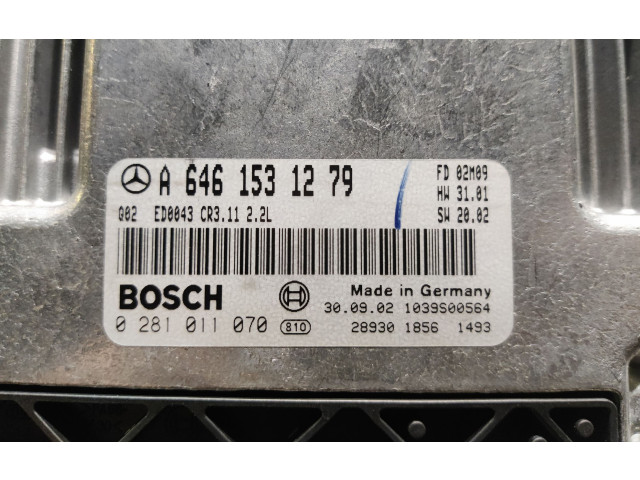 A 646 153 12 79
G02 ED0043 CR3.11 2.2L
FD 02M09
HW 31.01
SW 20.02
BOSCH
Made in Germany
30.09.02 1039S00564
0 281 011 070 810
28930 1856 1493